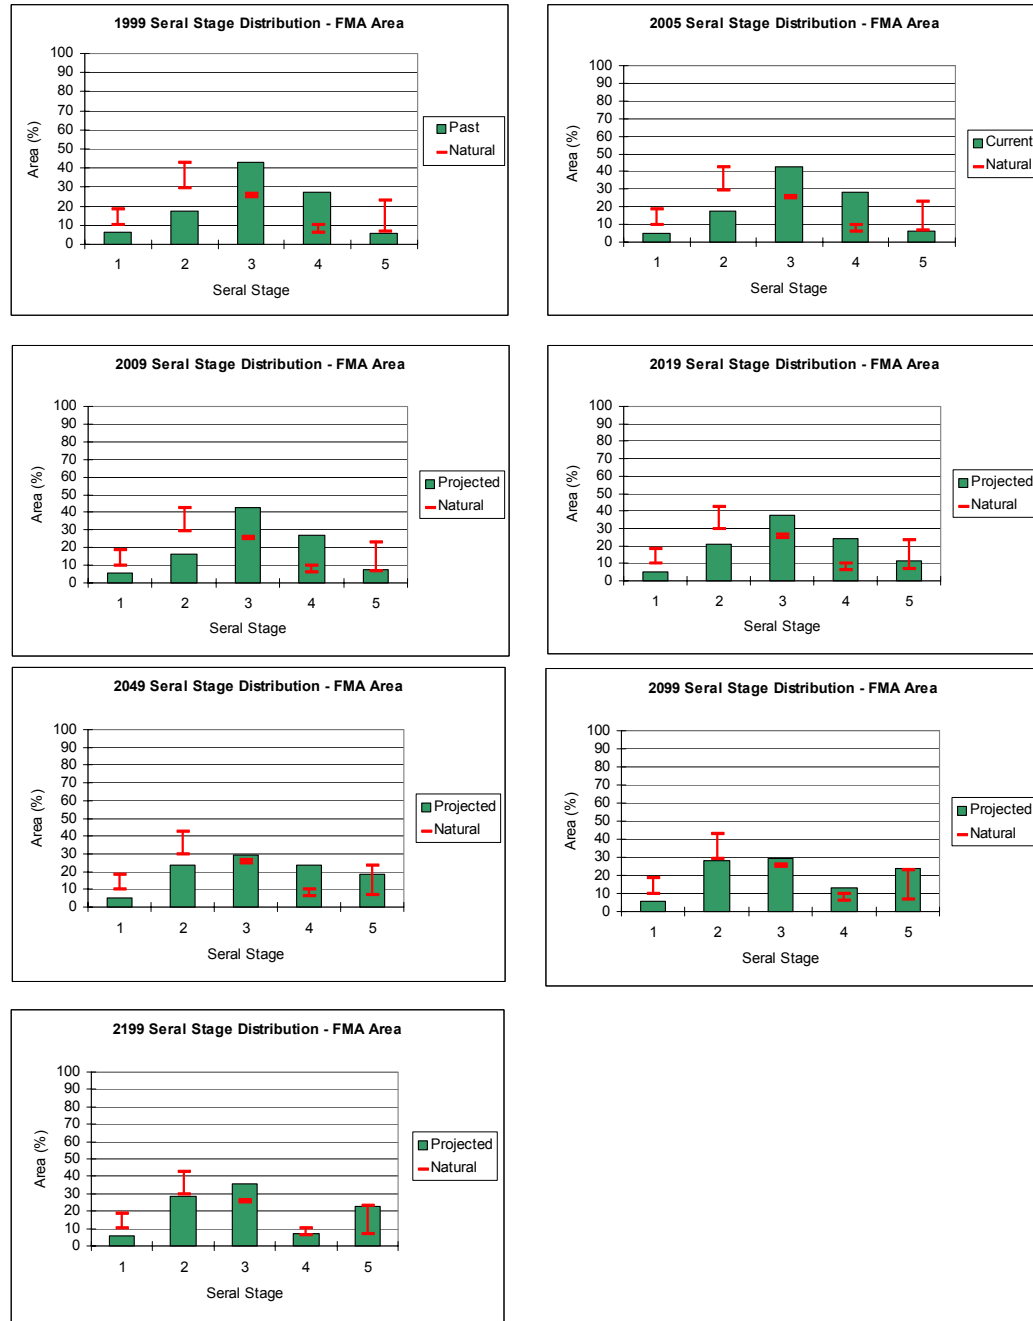 1999 Seral Stage Distribution - FMA Area
100
90
80
70
60
50
40
30
20
10
0
Area (%)
1 2 3 4 5
Seral Stage
Past
Natural
2005 Seral Stage Distribution - FMA Area
100
90
80
70
60
50
40
30
20
10
0
Area (%)
1 2 3 4 5
Seral Stage
Current
Natural
2009 Seral Stage Distribution - FMA Area
100
90
80
70
60
50
40
30
20
10
0
Area (%)
1 2 3 4 5
Seral Stage
Projected
Natural
2019 Seral Stage Distribution - FMA Area
100
90
80
70
60
50
40
30
20
10
0
Area (%)
1 2 3 4 5
Seral Stage
Projected
Natural
2049 Seral Stage Distribution - FMA Area
100
90
80
70
60
50
40
30
20
10
0
Area (%)
1 2 3 4 5
Seral Stage
Projected
Natural
2099 Seral Stage Distribution - FMA Area
100
90
80
70
60
50
40
30
20
10
0
Area (%)
1 2 3 4 5
Seral Stage
Projected
Natural
2199 Seral Stage Distribution - FMA Area
100
90
80
70
60
50
40
30
20
10
0
Area (%)
1 2 3 4 5
Seral Stage
Projected
Natural